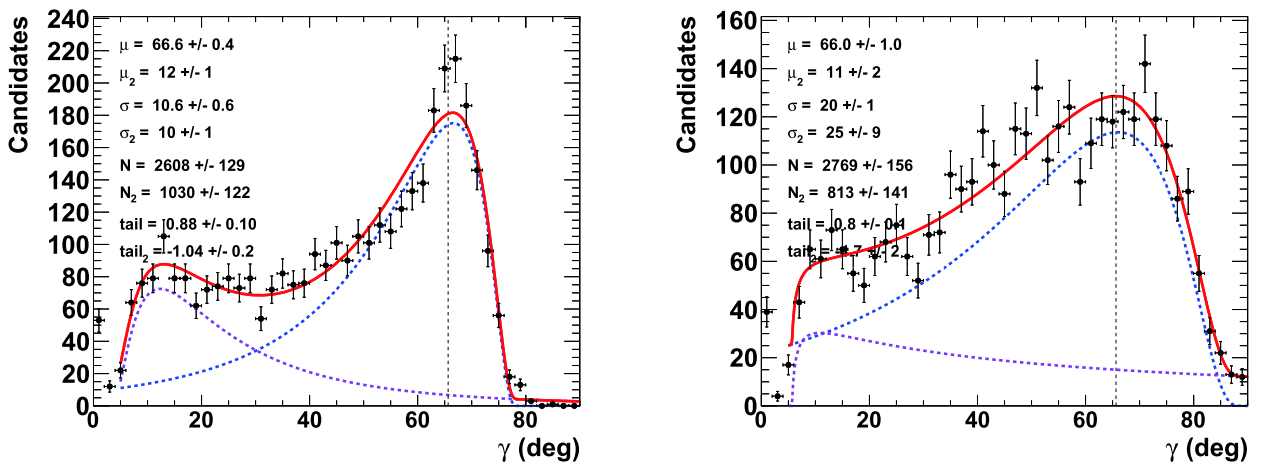 Candidates
240
220
200
180
160
140
120
100
80
60
40
20
0
μ = 66.6 +/- 0.4
μ₂ = 12 +/- 1
σ = 10.6 +/- 0.6
σ₂ = 10 +/- 1
N = 2608 +/- 129
N₂ = 1030 +/- 122
tail = 0.88 +/- 0.10
tail₂ = -1.04 +/- 0.2
0 20 40 60 80
γ (deg)
Candidates
160
140
120
100
80
60
40
20
0
μ = 66.0 +/- 1.0
μ₂ = 11 +/- 2
σ = 20 +/- 1
σ₂ = 25 +/- 9
N = 2769 +/- 156
N₂ = 813 +/- 141
tail = 0.8 +/- 0.1
tail₂ =
0 20 40 60 80
γ (deg)